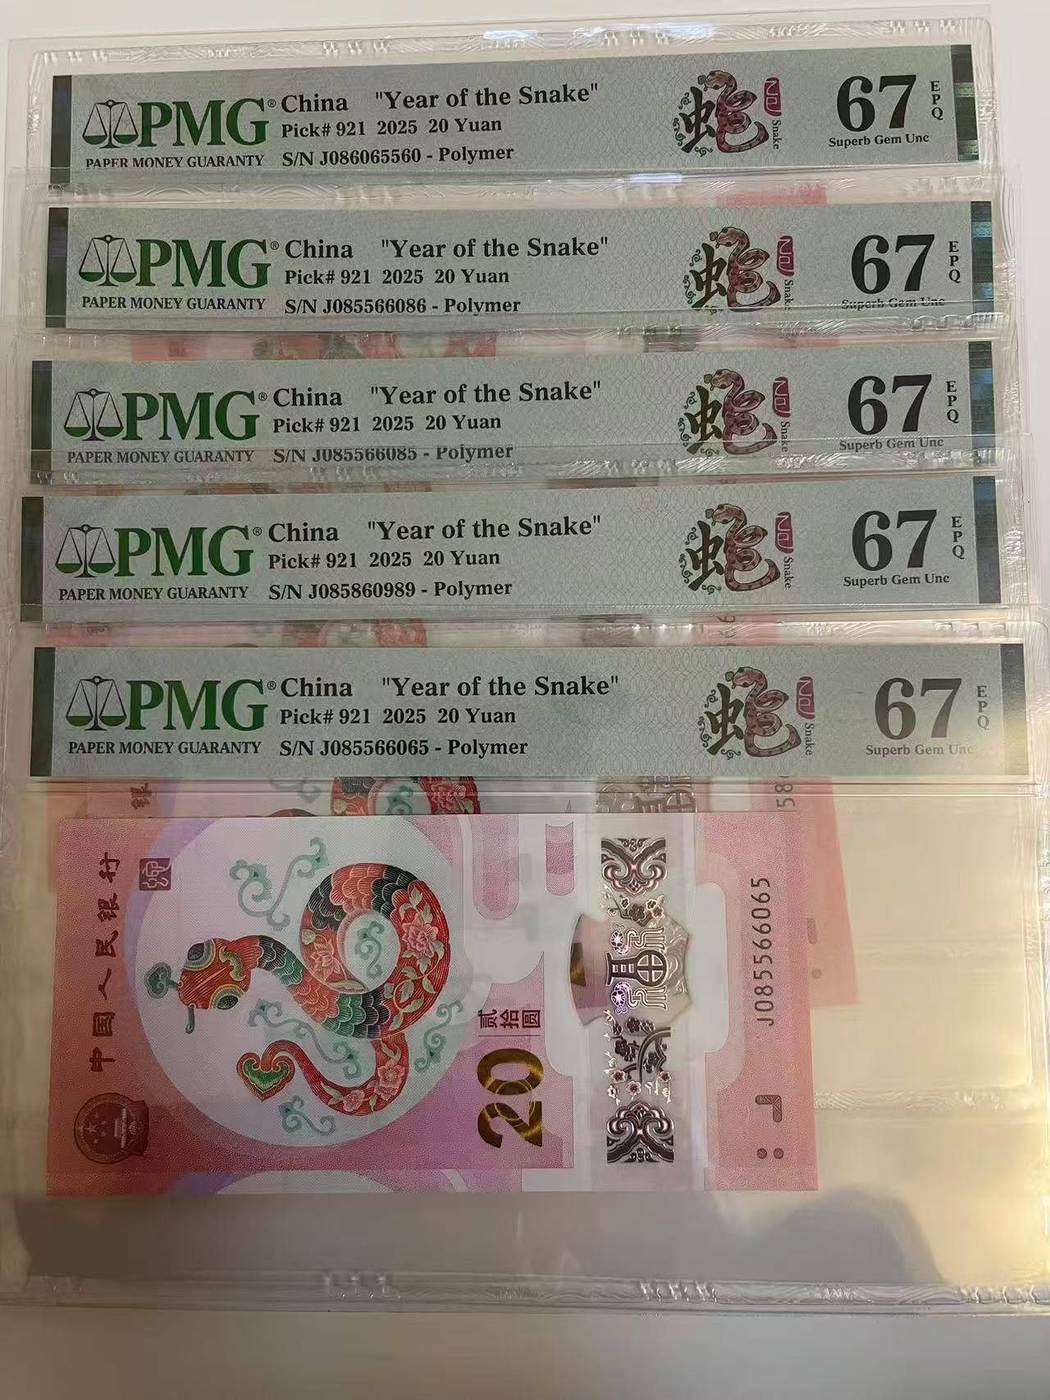 PMG® China "Year of the Snake" 67 EPQ
Pick# 921 2025 20 Yuan
PAPER MONEY GUARANTY S/N J086065560 - Polymer
蛇 Snake Superb Gem Unc
PMG® China "Year of the Snake" 67 EPQ
Pick# 921 2025 20 Yuan
PAPER MONEY GUARANTY S/N J085566086 - Polymer
蛇 Snake Superb Gem Unc
PMG® China "Year of the Snake" 67 EPQ
Pick# 921 2025 20 Yuan
PAPER MONEY GUARANTY S/N J085566085 - Polymer
蛇 Snake Superb Gem Unc
PMG® China "Year of the Snake" 67 EPQ
Pick# 921 2025 20 Yuan
PAPER MONEY GUARANTY S/N J085860989 - Polymer
蛇 Snake Superb Gem Unc
PMG® China "Year of the Snake" 67 EPQ
Pick# 921 2025 20 Yuan
PAPER MONEY GUARANTY S/N J085566065 - Polymer
蛇 Snake Superb Gem Unc
银
58
中国人民银行
贰拾圆
20
J085566065